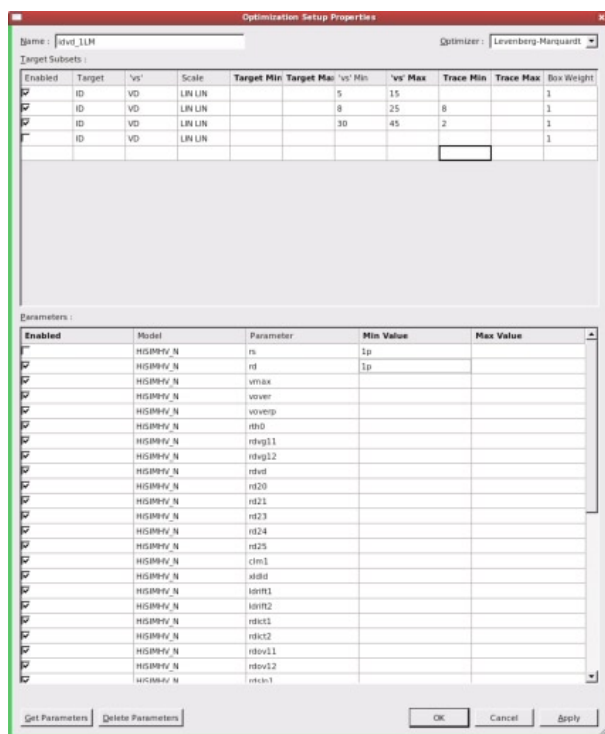 Optimization Setup Properties
Name : idvd_1LM Optimizer : Levenberg-Marquardt
Target Subsets :
Enabled Target 'vs' Scale Target Min Target Max 'vs' Min 'vs' Max Trace Min Trace Max Box Weight
ID VD LIN LIN 5 15 1
ID VD LIN LIN 8 25 8 1
ID VD LIN LIN 30 45 2 1
ID VD LIN LIN 1
Parameters :
Enabled Model Parameter Min Value Max Value
HiSIMHV_N rs 1p
HiSIMHV_N rd 1p
HiSIMHV_N vmax
HiSIMHV_N vover
HiSIMHV_N voverp
HiSIMHV_N rth0
HiSIMHV_N rdvg11
HiSIMHV_N rdvg12
HiSIMHV_N rdvd
HiSIMHV_N rd20
HiSIMHV_N rd21
HiSIMHV_N rd23
HiSIMHV_N rd24
HiSIMHV_N rd25
HiSIMHV_N clm1
HiSIMHV_N xldld
HiSIMHV_N ldrift1
HiSIMHV_N ldrift2
HiSIMHV_N rdict1
HiSIMHV_N rdict2
HiSIMHV_N rdov11
HiSIMHV_N rdov12
HiSIMHV_N rdslp1
Get Parameters Delete Parameters OK Cancel Apply